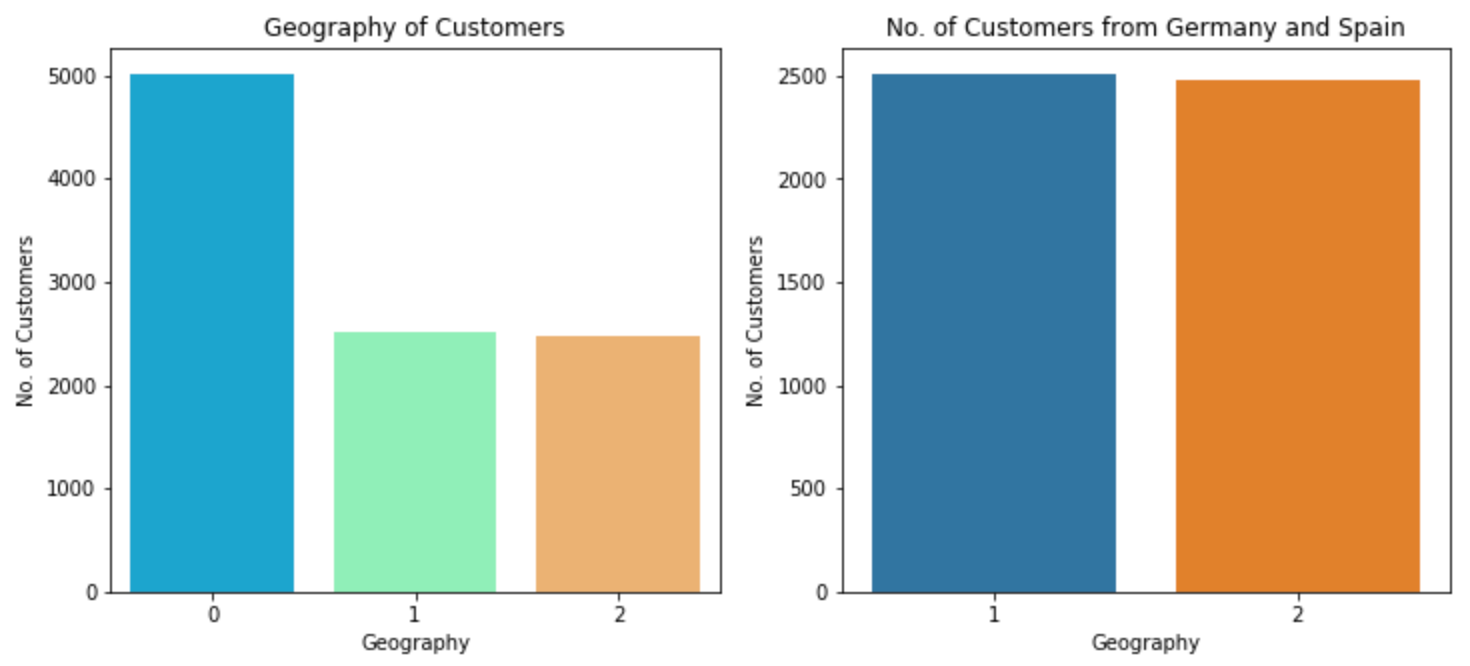 Geography of Customers
5000
4000
3000
2000
1000
0
No. of Customers
0 1 2
Geography
No. of Customers from Germany and Spain
2500
2000
1500
1000
500
0
No. of Customers
1 2
Geography